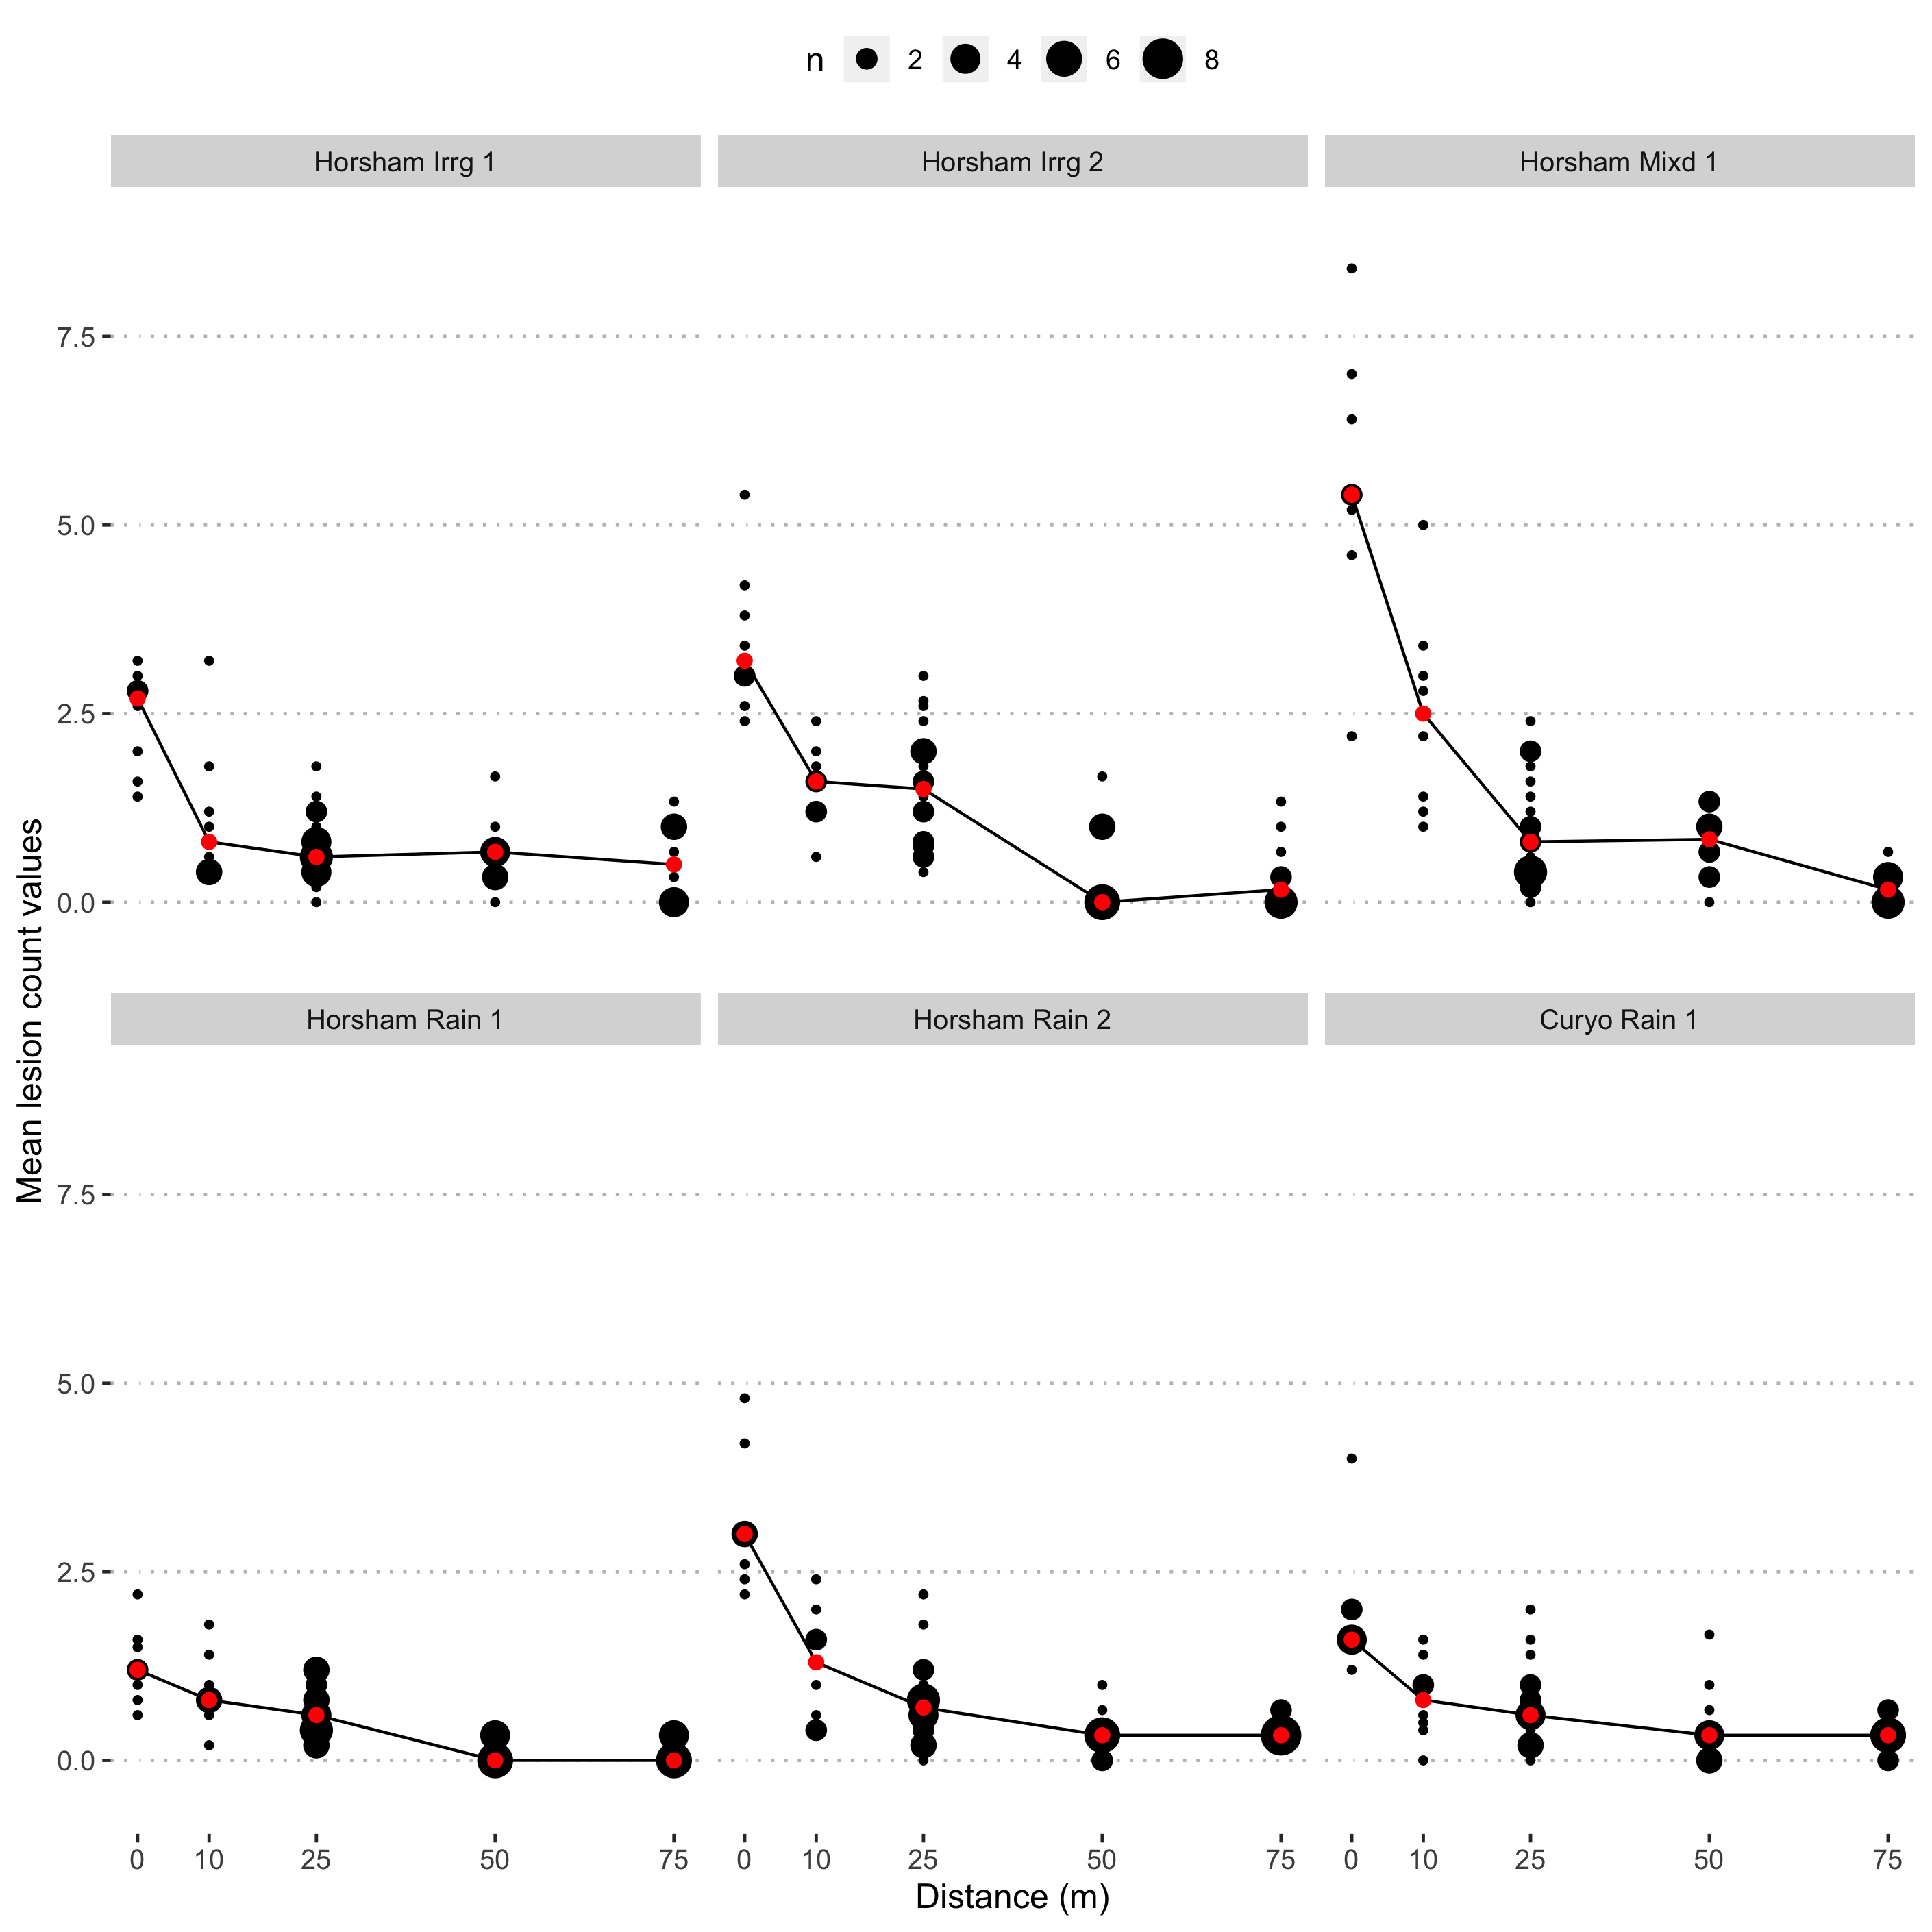 n 2 4 6 8
Horsham Irrg 1 Horsham Irrg 2 Horsham Mixd 1
7.5
5.0
2.5
0.0
Mean lesion count values
Horsham Rain 1 Horsham Rain 2 Curyo Rain 1
7.5
5.0
2.5
0.0
0 10 25 50 75 0 10 25 50 75 0 10 25 50 75
Distance (m)